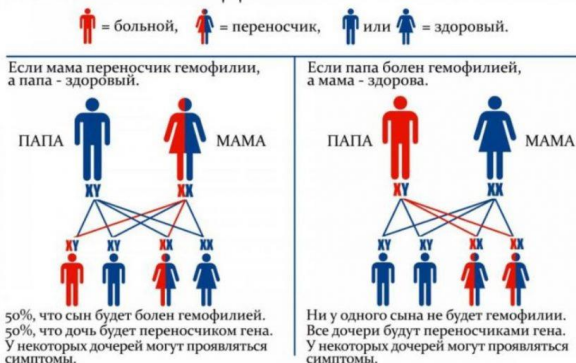 = больной, = переносчик, или = здоровый.
Если мама переносчик гемофилии,
а папа - здоровый.
ПАПА МАМА
XY XX
XY XY XX XX
50%, что сын будет болен гемофилией.
50%, что дочь будет переносчиком гена.
У некоторых дочерей могут проявляться
симптомы.
Если папа болен гемофилией,
а мама - здорова.
ПАПА МАМА
XY XX
XY XY XX XX
Ни у одного сына не будет гемофилии.
Все дочери будут переносчиками гена.
У некоторых дочерей могут проявляться
симптомы.